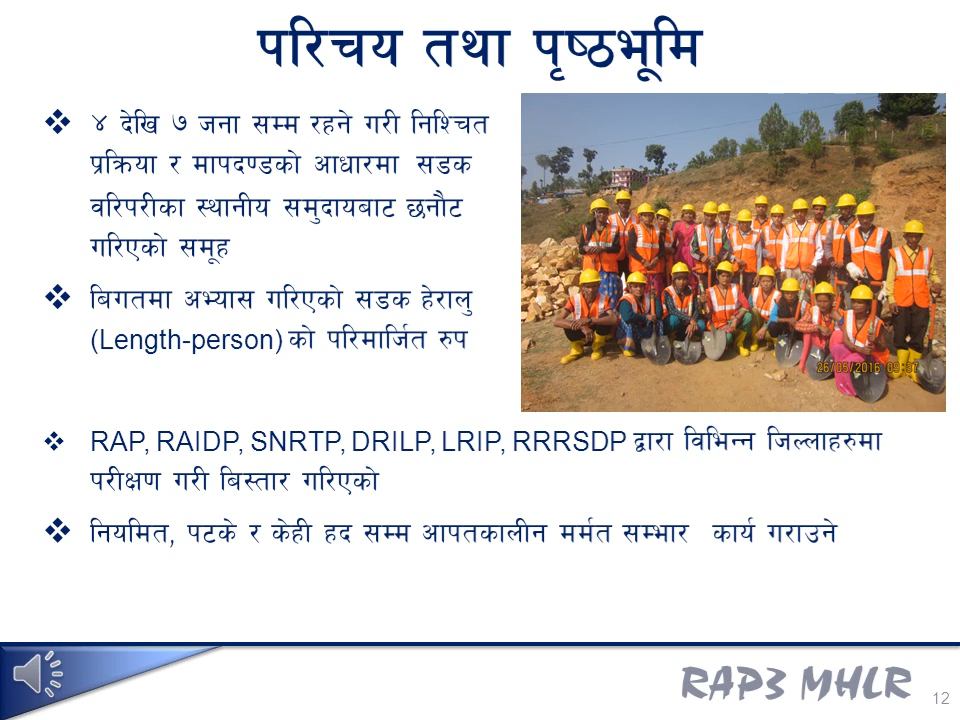 परिचय तथा पृष्ठभूमि
❖ ४ देखि ७ जना सम्म रहने गरी निश्चित
प्रक्रिया र मापदण्डको आधारमा सडक
वरिपरीका स्थानीय समुदायबाट छनौट
गरिएको समूह
❖ बिगतमा अभ्यास गरिएको सडक हेरालु
(Length-person) को परिमार्जित रुप
26/05/2016 09:37
❖ RAP, RAIDP, SNRTP, DRILP, LRIP, RRRSDP द्वारा विभिन्न जिल्लाहरुमा
परीक्षण गरी बिस्तार गरिएको
❖ नियमित, पटके र केही हद सम्म आपतकालीन मर्मत सम्भार कार्य गराउने
RAP3 MHLR
12